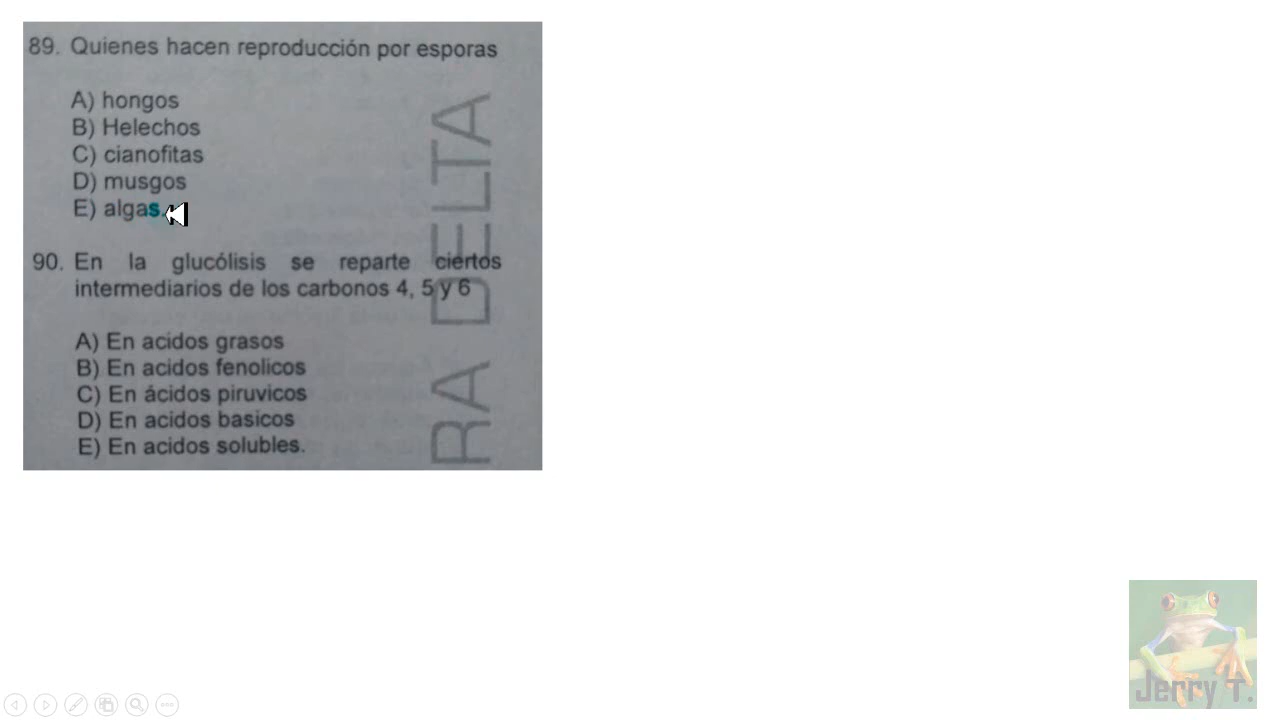 89. Quienes hacen reproducción por esporas
A) hongos
B) Helechos
C) cianofitas
D) musgos
E) algas.
90. En la glucólisis se reparte ciertos
intermediarios de los carbonos 4, 5 y 6
A) En acidos grasos
B) En acidos fenolicos
C) En ácidos piruvicos
D) En acidos basicos
E) En acidos solubles.
RA DELTA
Jerry T.